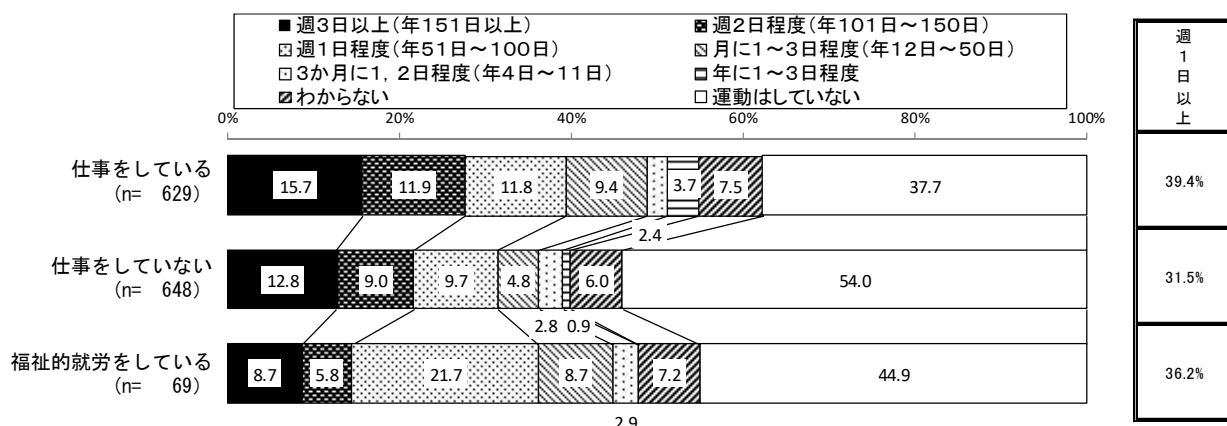 ■週3日以上(年151日以上)
週2日程度(年101日～150日)
週1日程度(年51日～100日)
月に1～3日程度(年12日～50日)
3か月に1,2日程度(年4日～11日)
年に1～3日程度
わからない
□運動はしていない
週1日以上
0%
20%
40%
60%
80%
100%
仕事をしている
(n= 629)
15.7
11.9
11.8
9.4
3.7
7.5
37.7
39.4%
2.4
仕事をしていない
(n= 648)
12.8
9.0
9.7
4.8
6.0
54.0
31.5%
2.8
0.9
福祉的就労をしている
(n= 69)
8.7
5.8
21.7
8.7
7.2
44.9
36.2%
2.9